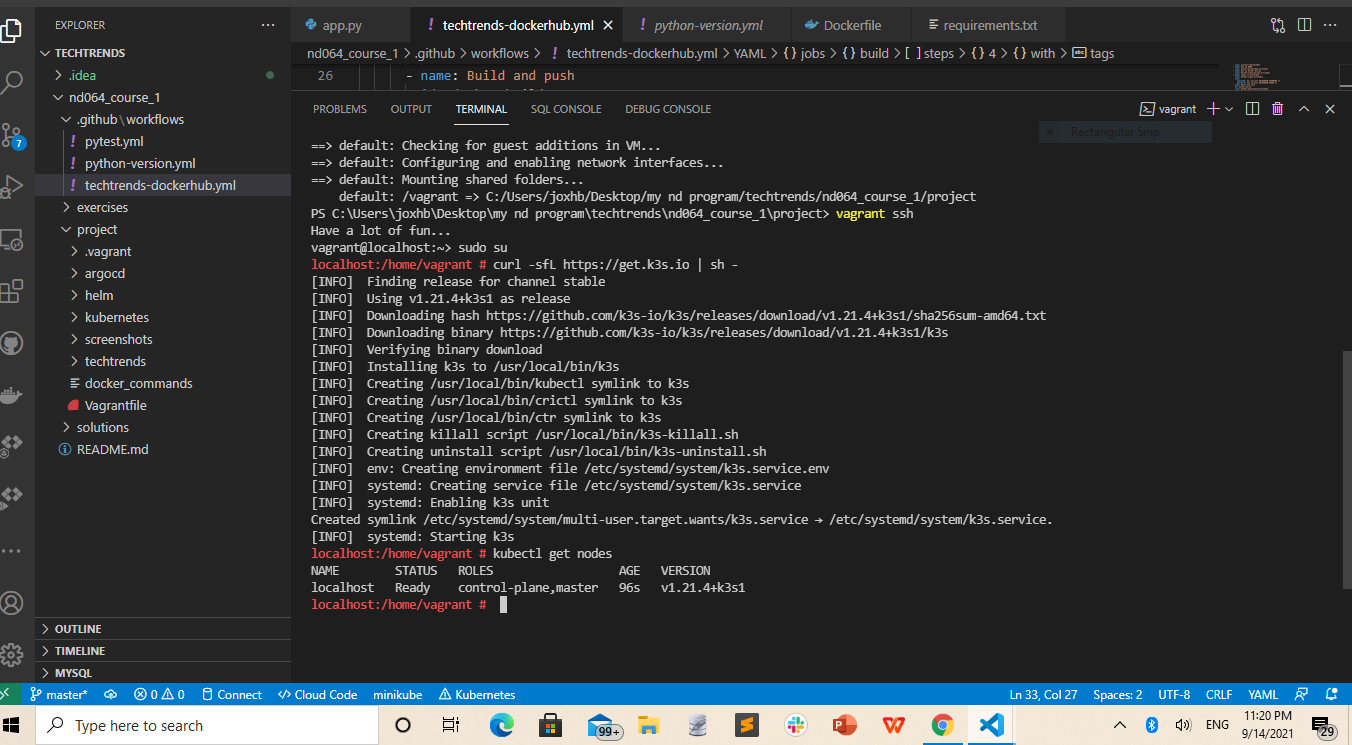 EXPLORER
TECHTRENDS
.idea
nd064_course_1
.github\workflows
pytest.yml
python-version.yml
techtrends-dockerhub.yml
exercises
project
.vagrant
argocd
helm
kubernetes
screenshots
techtrends
docker_commands
Vagrantfile
solutions
README.md
OUTLINE
TIMELINE
MYSQL
7
app.py
techtrends-dockerhub.yml
python-version.yml
Dockerfile
requirements.txt
nd064_course_1 > .github > workflows > techtrends-dockerhub.yml > YAML > {} jobs > {} build > [ ] steps > {} 4 > {} with > tags
26 - name: Build and push
PROBLEMS OUTPUT TERMINAL SQL CONSOLE DEBUG CONSOLE
vagrant
Rectangular Snip
==> default: Checking for guest additions in VM...
==> default: Configuring and enabling network interfaces...
==> default: Mounting shared folders...
default: /vagrant => C:/Users/joxhb/Desktop/my nd program/techtrends/nd064_course_1/project
PS C:\Users\joxhb\Desktop\my nd program\techtrends\nd064_course_1\project> vagrant ssh
Have a lot of fun...
vagrant@localhost:~> sudo su
localhost:/home/vagrant # curl -sfL https://get.k3s.io | sh -
[INFO]  Finding release for channel stable
[INFO]  Using v1.21.4+k3s1 as release
[INFO]  Downloading hash https://github.com/k3s-io/k3s/releases/download/v1.21.4+k3s1/sha256sum-amd64.txt
[INFO]  Downloading binary https://github.com/k3s-io/k3s/releases/download/v1.21.4+k3s1/k3s
[INFO]  Verifying binary download
[INFO]  Installing k3s to /usr/local/bin/k3s
[INFO]  Creating /usr/local/bin/kubectl symlink to k3s
[INFO]  Creating /usr/local/bin/crictl symlink to k3s
[INFO]  Creating /usr/local/bin/ctr symlink to k3s
[INFO]  Creating killall script /usr/local/bin/k3s-killall.sh
[INFO]  Creating uninstall script /usr/local/bin/k3s-uninstall.sh
[INFO]  env: Creating environment file /etc/systemd/system/k3s.service.env
[INFO]  systemd: Creating service file /etc/systemd/system/k3s.service
[INFO]  systemd: Enabling k3s unit
Created symlink /etc/systemd/system/multi-user.target.wants/k3s.service → /etc/systemd/system/k3s.service.
[INFO]  systemd: Starting k3s
localhost:/home/vagrant # kubectl get nodes
NAME        STATUS   ROLES                  AGE   VERSION
localhost   Ready    control-plane,master   96s   v1.21.4+k3s1
localhost:/home/vagrant #
master* 0 0 Connect Cloud Code minikube Kubernetes Ln 33, Col 27 Spaces: 2 UTF-8 CRLF YAML
Type here to search
99+
ENG
11:20 PM
9/14/2021
29